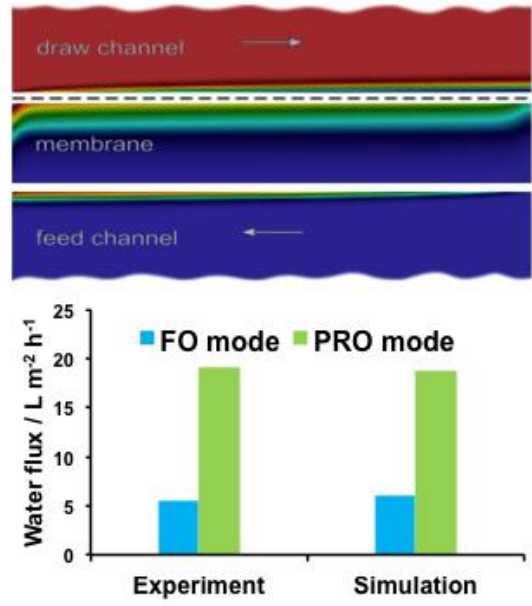 draw channel
membrane
feed channel
25
20
15
10
5
0
Water flux / L m⁻² h⁻¹
FO mode PRO mode
Experiment Simulation